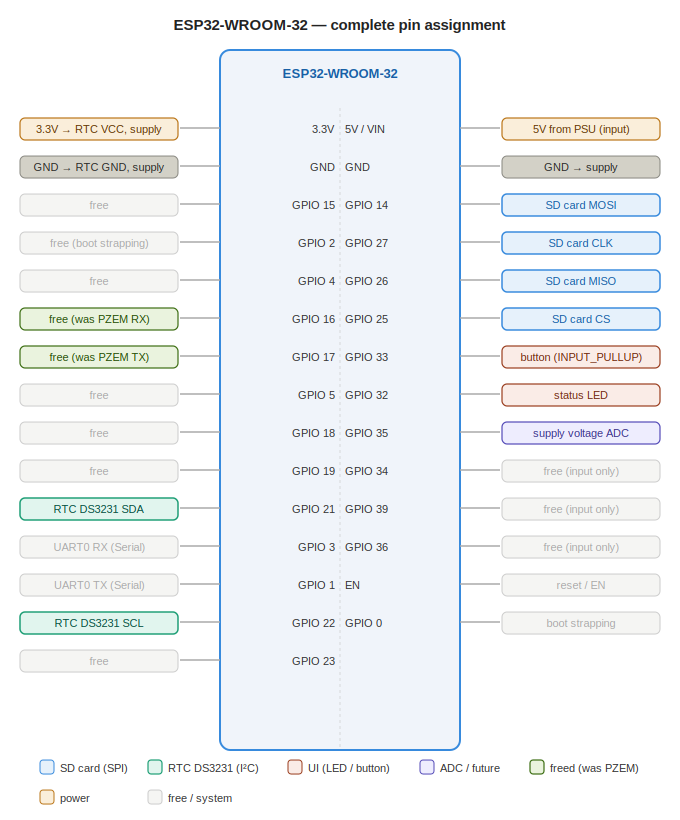 ESP32-WROOM-32 — complete pin assignment
ESP32-WROOM-32
3.3V → RTC VCC, supply 3.3V 5V / VIN 5V from PSU (input)
GND → RTC GND, supply GND GND GND → supply
free GPIO 15 GPIO 14 SD card MOSI
free (boot strapping) GPIO 2 GPIO 27 SD card CLK
free GPIO 4 GPIO 26 SD card MISO
free (was PZEM RX) GPIO 16 GPIO 25 SD card CS
free (was PZEM TX) GPIO 17 GPIO 33 button (INPUT_PULLUP)
free GPIO 5 GPIO 32 status LED
free GPIO 18 GPIO 35 supply voltage ADC
free GPIO 19 GPIO 34 free (input only)
RTC DS3231 SDA GPIO 21 GPIO 39 free (input only)
UART0 RX (Serial) GPIO 3 GPIO 36 free (input only)
UART0 TX (Serial) GPIO 1 EN reset / EN
RTC DS3231 SCL GPIO 22 GPIO 0 boot strapping
free GPIO 23
SD card (SPI) RTC DS3231 (I²C) UI (LED / button) ADC / future freed (was PZEM)
power free / system